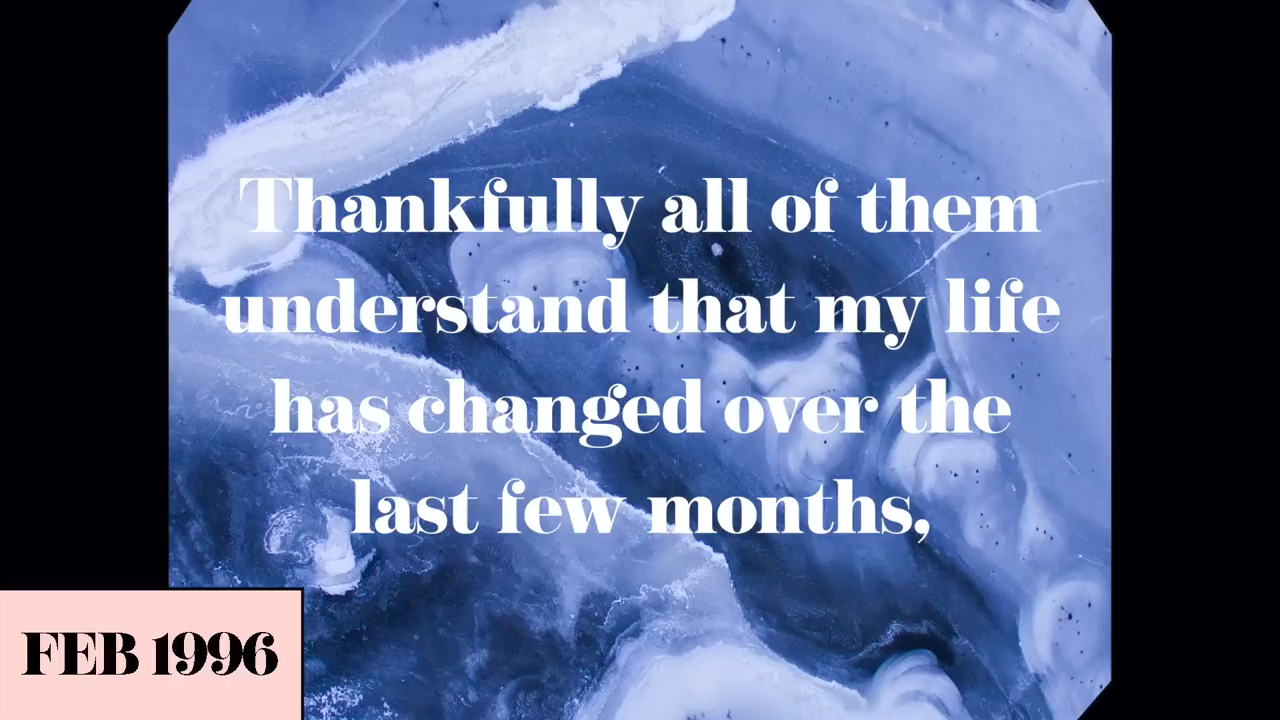 Thankfully all of them
understand that my life
has changed over the
last few months,
FEB 1996